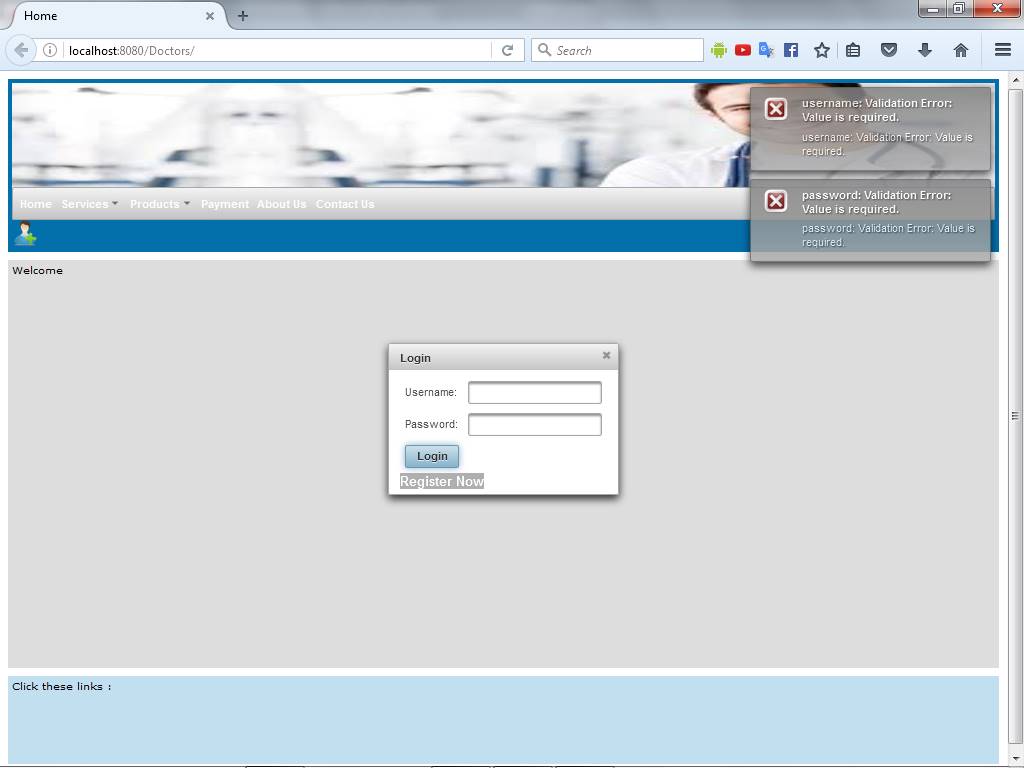 Home
localhost:8080/Doctors/
Search
username: Validation Error:
Value is required.
username: Validation Error: Value is
required.
password: Validation Error:
Value is required.
password: Validation Error: Value is
required.
Home Services Products Payment About Us Contact Us
Welcome
Login
Username:
Password:
Login
Register Now
Click these links :